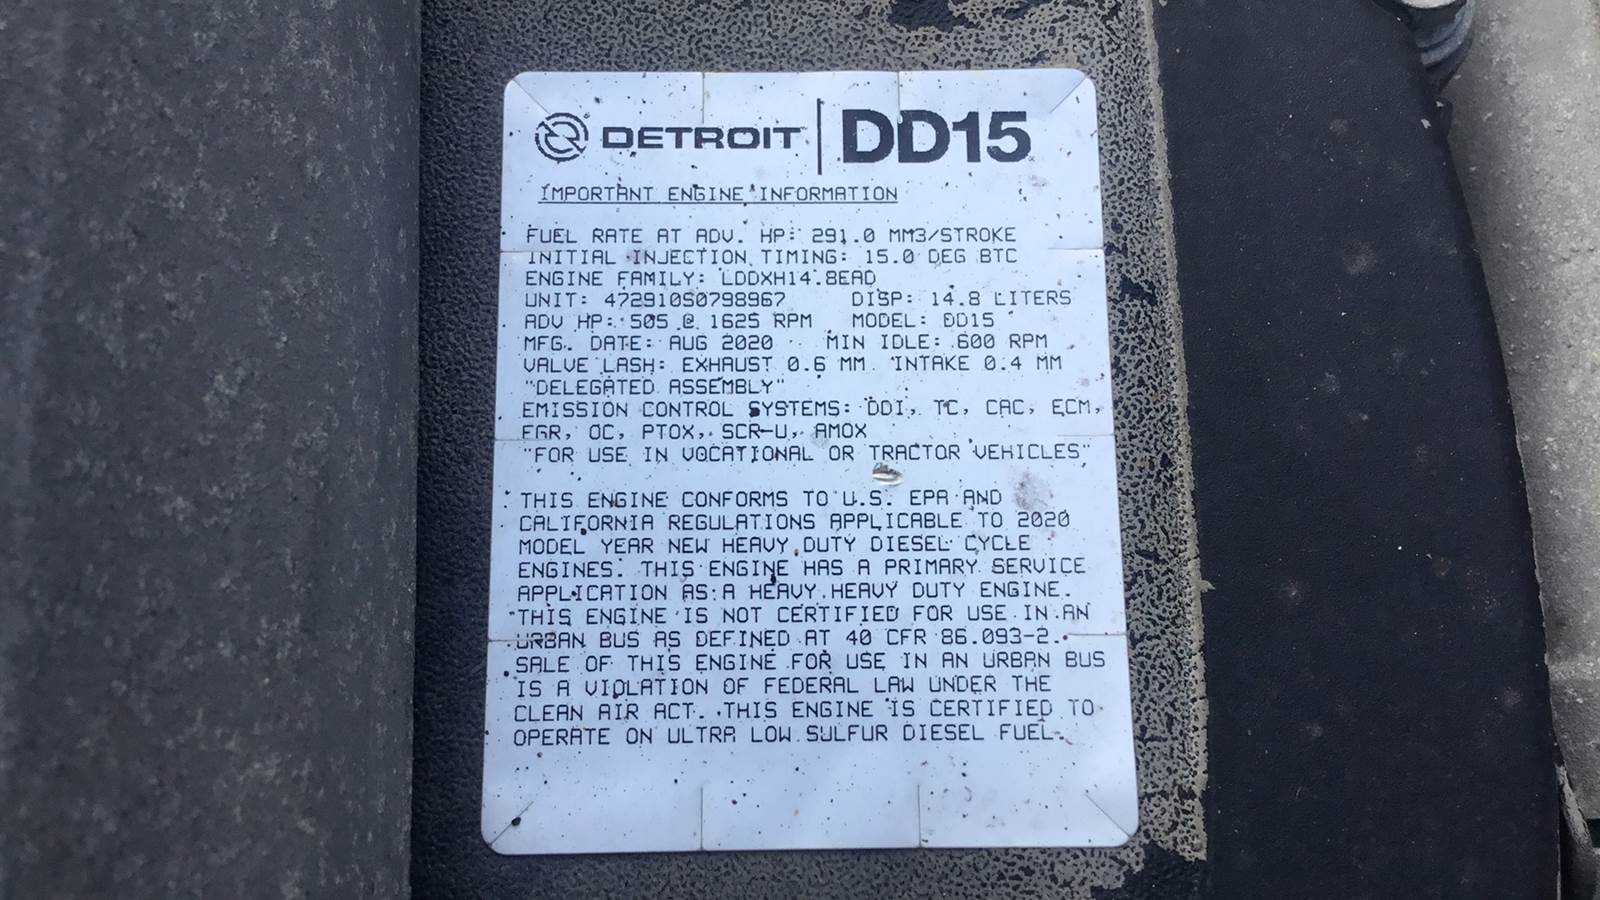 DETROIT | DD15
IMPORTANT ENGINE INFORMATION
FUEL RATE AT ADV. HP: 291.0 MM3/STROKE
INITIAL INJECTION TIMING: 15.0 DEG BTC
ENGINE FAMILY: LDDXH14.8EAD
UNIT: 472910S0798967 DISP: 14.8 LITERS
ADV HP: 505 @ 1625 RPM MODEL: DD15
MFG. DATE: AUG 2020 MIN IDLE: 600 RPM
VALVE LASH: EXHAUST 0.6 MM INTAKE 0.4 MM
"DELEGATED ASSEMBLY"
EMISSION CONTROL SYSTEMS: DDI, TC, CAC, ECM,
EGR, OC, PTOX, SCR-U, AMOX
"FOR USE IN VOCATIONAL OR TRACTOR VEHICLES"
THIS ENGINE CONFORMS TO U.S. EPA AND
CALIFORNIA REGULATIONS APPLICABLE TO 2020
MODEL YEAR NEW HEAVY DUTY DIESEL CYCLE
ENGINES. THIS ENGINE HAS A PRIMARY SERVICE
APPLICATION AS A HEAVY HEAVY DUTY ENGINE.
THIS ENGINE IS NOT CERTIFIED FOR USE IN AN
URBAN BUS AS DEFINED AT 40 CFR 86.093-2.
SALE OF THIS ENGINE FOR USE IN AN URBAN BUS
IS A VIOLATION OF FEDERAL LAW UNDER THE
CLEAN AIR ACT. THIS ENGINE IS CERTIFIED TO
OPERATE ON ULTRA LOW SULFUR DIESEL FUEL.